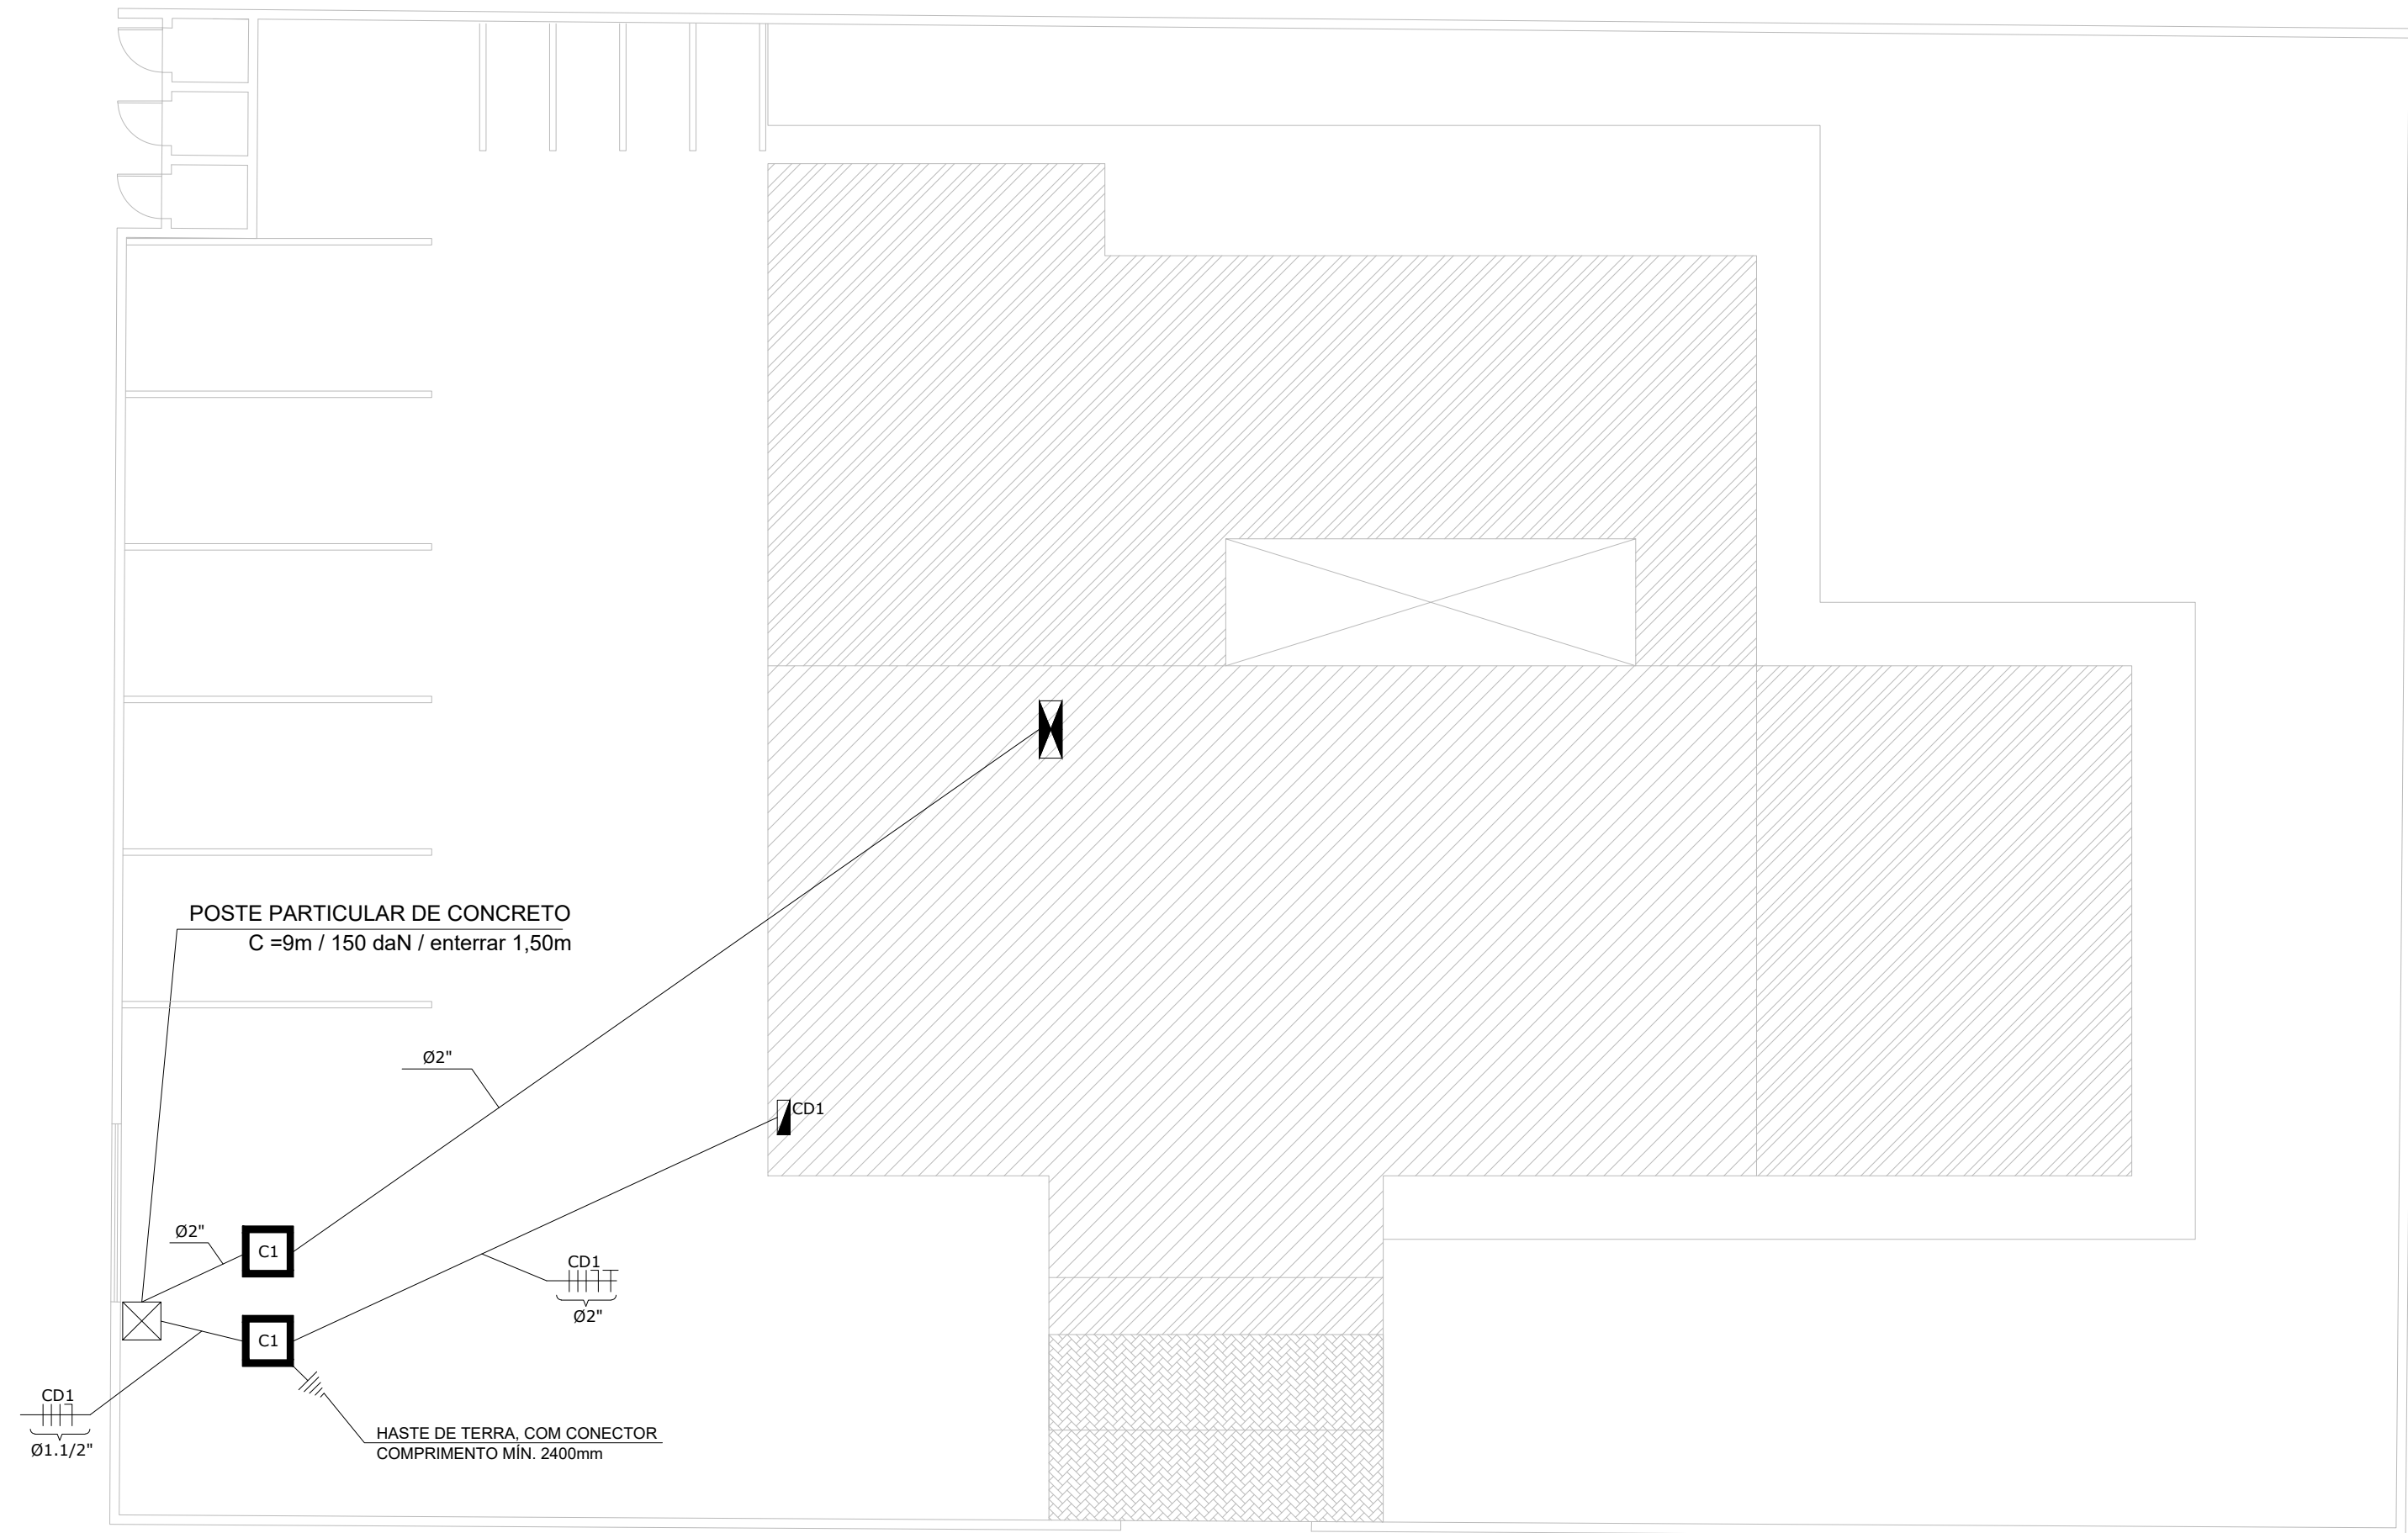 POSTE PARTICULAR DE CONCRETO
C =9m / 150 daN / enterrar 1,50m
Ø2"
CD1
Ø2"
C1
CD1
Ø2"
C1
CD1
Ø1.1/2"
HASTE DE TERRA, COM CONECTOR
COMPRIMENTO MÍN. 2400mm